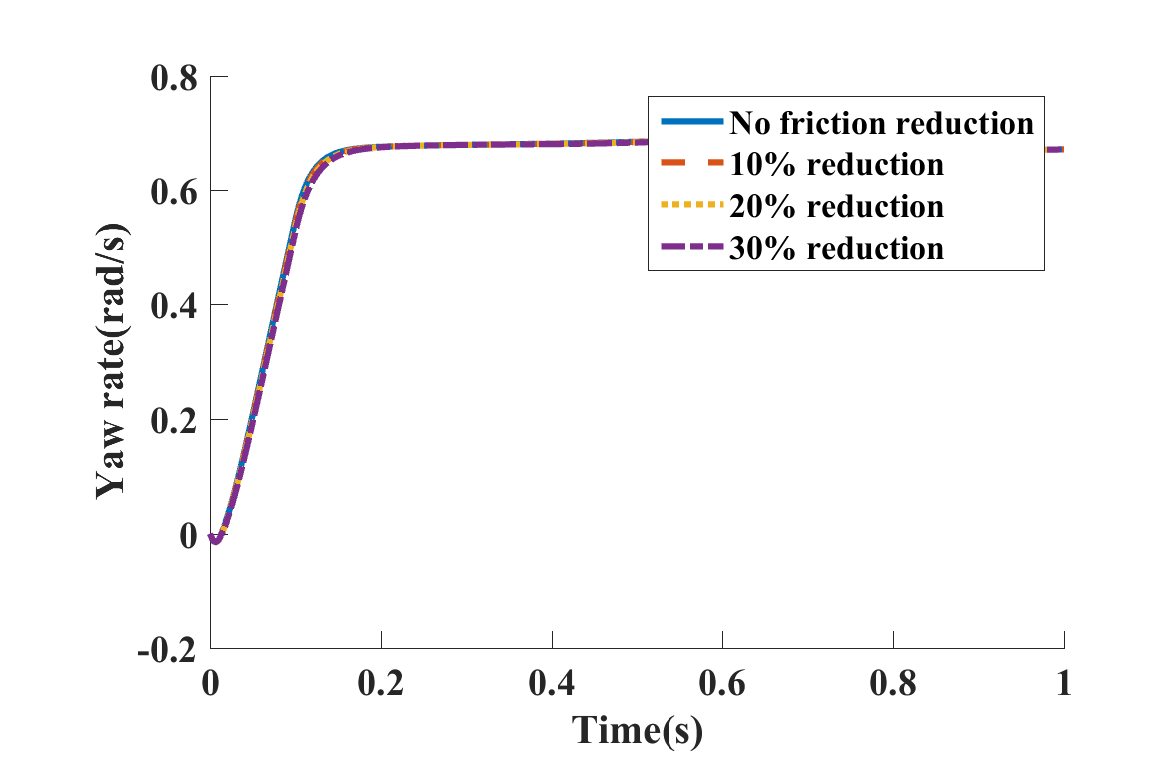 0.8
0.6
0.4
0.2
0
-0.2
0
0.2
0.4
0.6
0.8
1
Yaw rate(rad/s)
Time(s)
No friction reduction
10% reduction
20% reduction
30% reduction